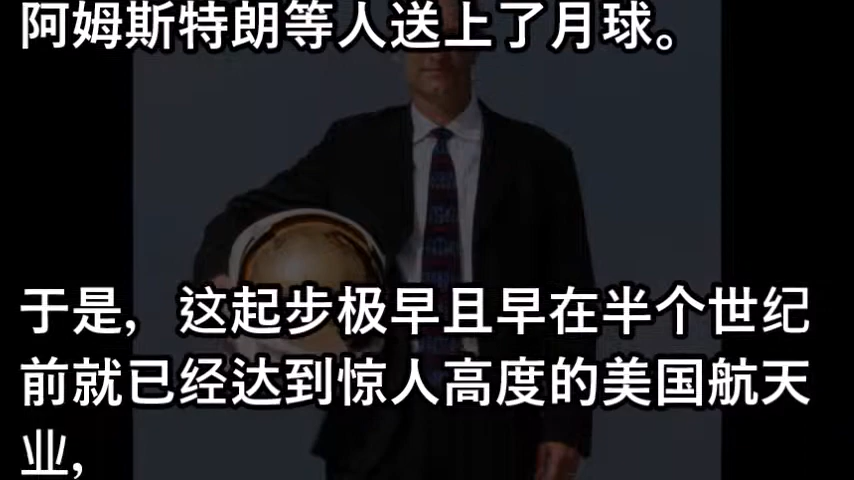 阿姆斯特朗等人送上了月球。
于是，这起步极早且早在半个世纪
前就已经达到惊人高度的美国航天
业，